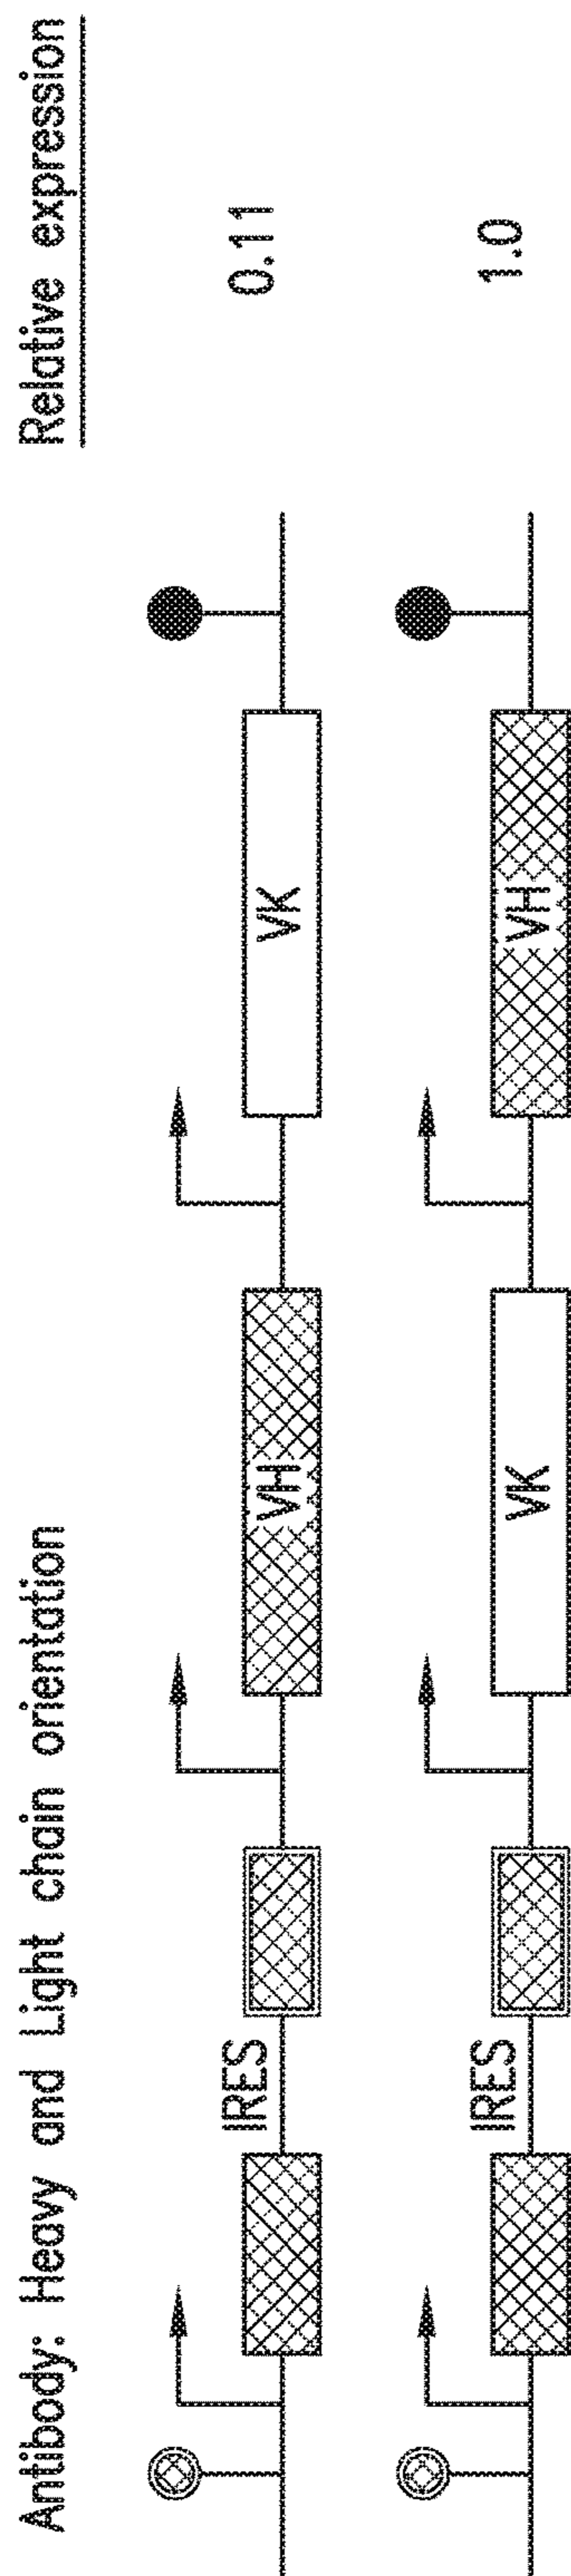 Antibody: Heavy and Light chain orientation
Relative expression
IRES
VH
VK
0.11
IRES
VK
VH
1.0